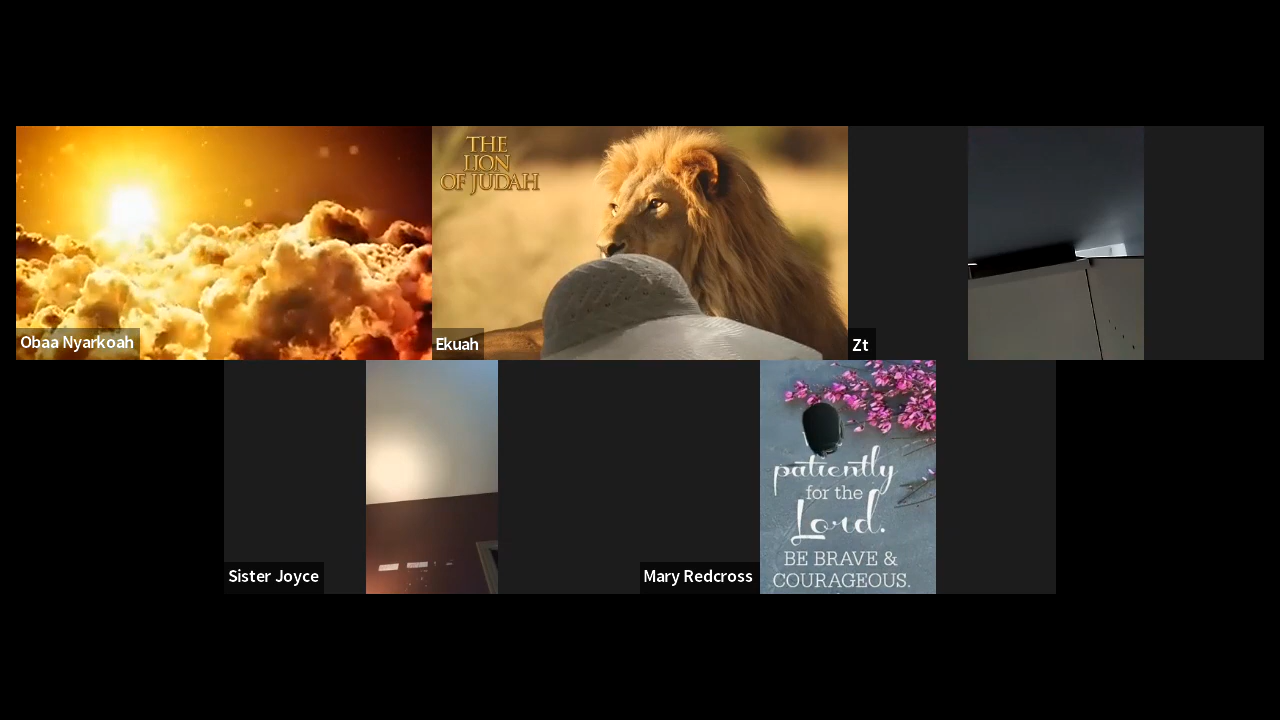 THE
LION
OF JUDAH
Obaa Nyarkoah
Ekuah
Zt
Sister Joyce
Mary Redcross
patiently
for the
Lord.
BE BRAVE &
COURAGEOUS.